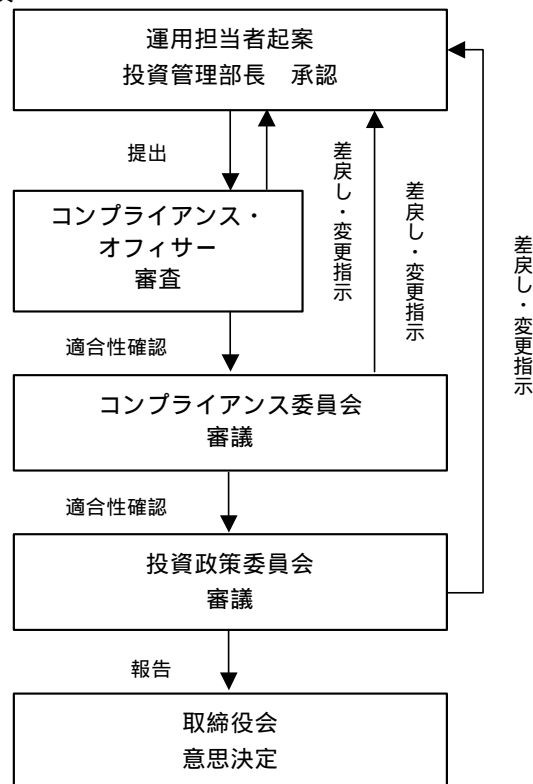 運用担当者起案
投資管理部長　承認
提出
差戻し・変更指示
差戻し・変更指示
差戻し・変更指示
コンプライアンス・
オフィサー
審査
適合性確認
コンプライアンス委員会
審議
適合性確認
投資政策委員会
審議
報告
取締役会
意思決定